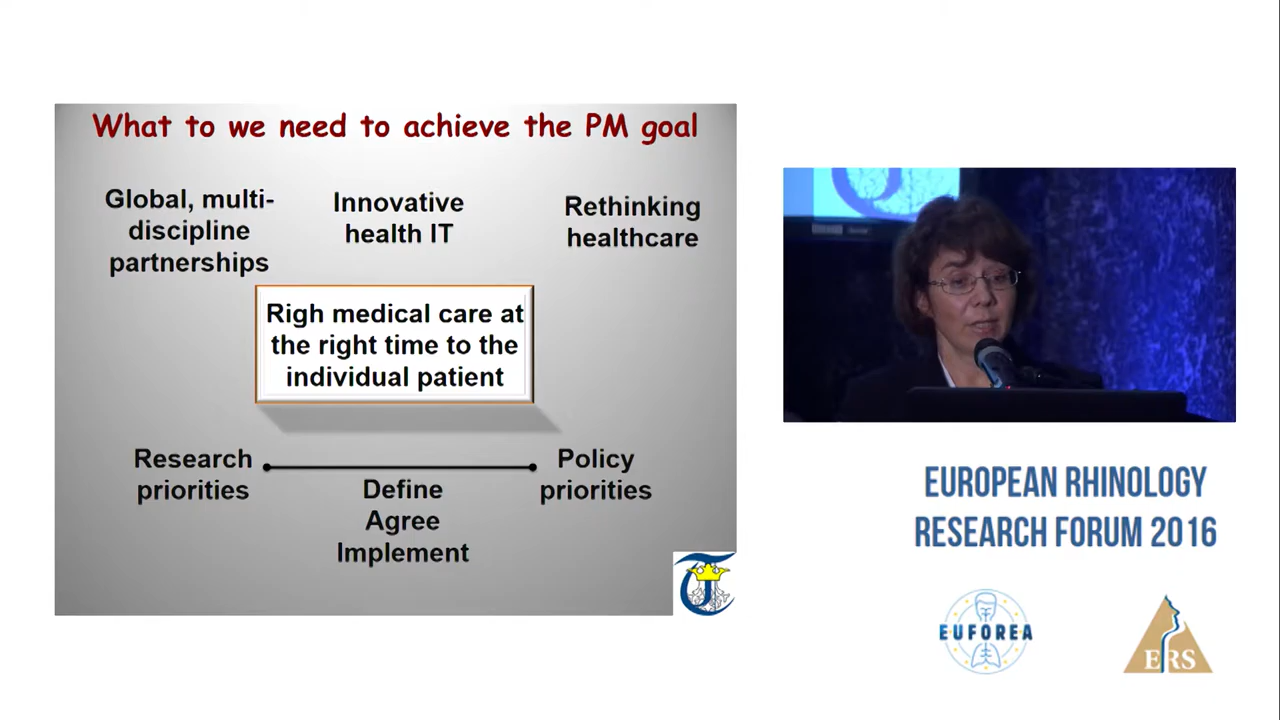 What to we need to achieve the PM goal
Global, multi-
discipline
partnerships
Innovative
health IT
Rethinking
healthcare
Righ medical care at
the right time to the
individual patient
Research
priorities
Policy
priorities
Define
Agree
Implement
EUROPEAN RHINOLOGY
RESEARCH FORUM 2016
EUFOREA
ERS